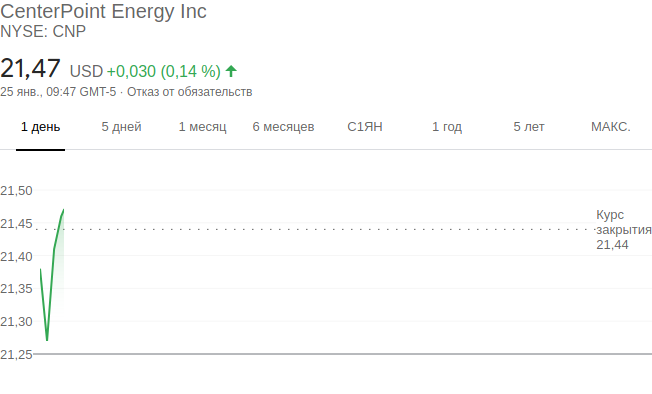 CenterPoint Energy Inc
NYSE: CNP
21,47 USD +0,030 (0,14 %)
25 янв., 09:47 GMT-5 · Отказ от обязательств
1 день 5 дней 1 месяц 6 месяцев С1ЯН 1 год 5 лет МАКС.
21,50
21,45
21,40
21,35
21,30
21,25
Курс
закрытия
21,44